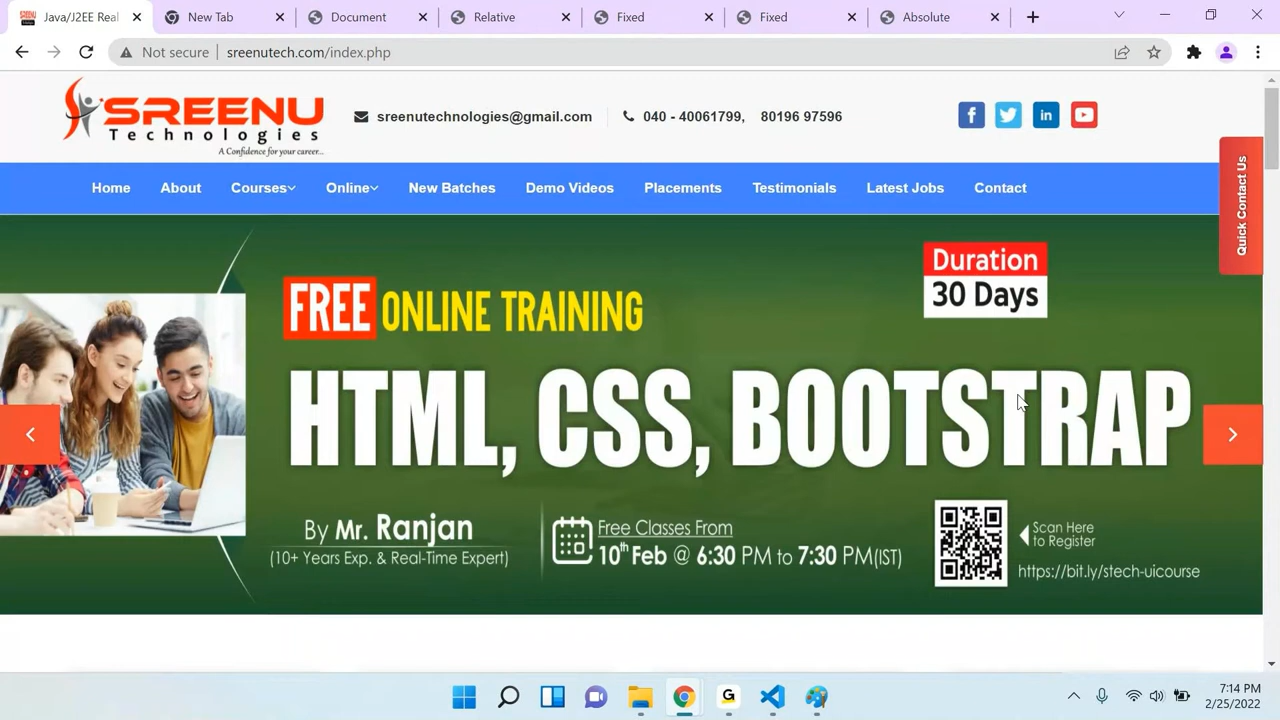 Java/J2EE Real
New Tab
Document
Relative
Fixed
Fixed
Absolute
Not secure
sreenutech.com/index.php
SREENU
Technologies
A Confidence for your career...
sreenutechnologies@gmail.com
040 - 40061799, 80196 97596
Home About Courses Online New Batches Demo Videos Placements Testimonials Latest Jobs Contact
Quick Contact Us
Duration
30 Days
FREE ONLINE TRAINING
HTML, CSS, BOOTSTRAP
By Mr. Ranjan
(10+ Years Exp. & Real-Time Expert)
Free Classes From
10th Feb @ 6:30 PM to 7:30 PM(IST)
Scan Here
to Register
https://bit.ly/stech-uicourse
G
7:14 PM
2/25/2022